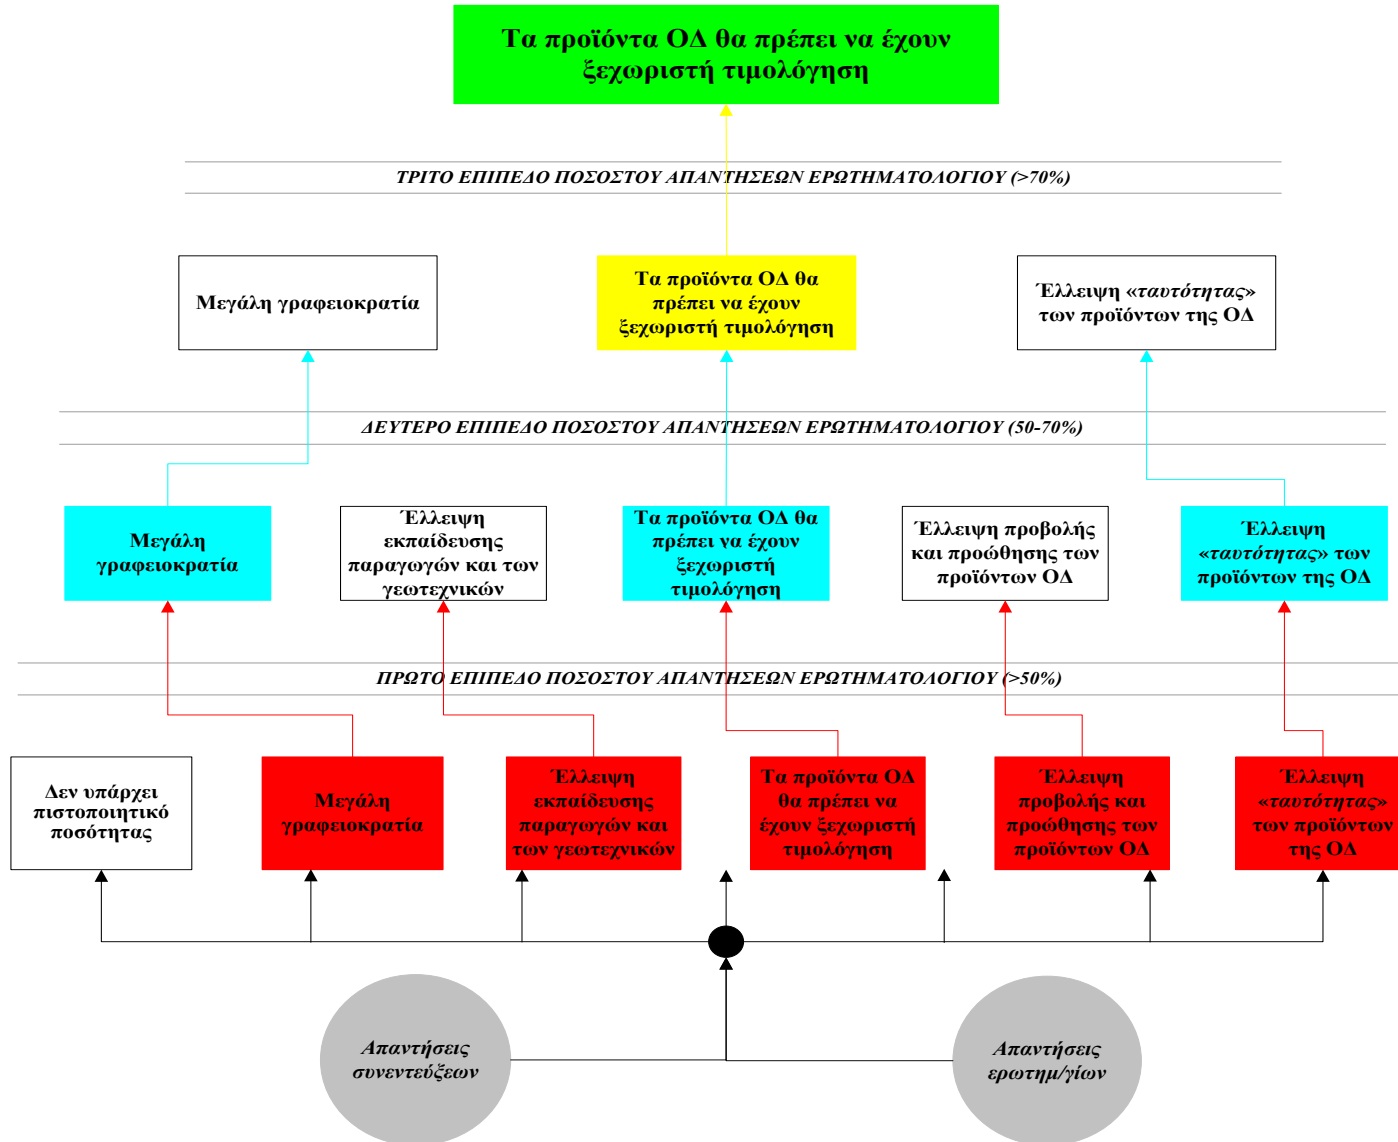 Τα προϊόντα ΟΔ θα πρέπει να έχουν
ξεχωριστή τιμολόγηση
ΤΡΙΤΟ ΕΠΙΠΕΔΟ ΠΟΣΟΣΤΟΥ ΑΠΑΝΤΗΣΕΩΝ ΕΡΩΤΗΜΑΤΟΛΟΓΙΟΥ (>70%)
Μεγάλη γραφειοκρατία
Τα προϊόντα ΟΔ θα
πρέπει να έχουν
ξεχωριστή τιμολόγηση
Έλλειψη «ταυτότητας»
των προϊόντων της ΟΔ
ΔΕΥΤΕΡΟ ΕΠΙΠΕΔΟ ΠΟΣΟΣΤΟΥ ΑΠΑΝΤΗΣΕΩΝ ΕΡΩΤΗΜΑΤΟΛΟΓΙΟΥ (50-70%)
Μεγάλη
γραφειοκρατία
Έλλειψη
εκπαίδευσης
παραγωγών και των
γεωτεχνικών
Τα προϊόντα ΟΔ θα
πρέπει να έχουν
ξεχωριστή
τιμολόγηση
Έλλειψη προβολής
και προώθησης των
προϊόντων ΟΔ
Έλλειψη
«ταυτότητας» των
προϊόντων της ΟΔ
ΠΡΩΤΟ ΕΠΙΠΕΔΟ ΠΟΣΟΣΤΟΥ ΑΠΑΝΤΗΣΕΩΝ ΕΡΩΤΗΜΑΤΟΛΟΓΙΟΥ (>50%)
Δεν υπάρχει
πιστοποιητικό
ποσότητας
Μεγάλη
γραφειοκρατία
Έλλειψη
εκπαίδευσης
παραγωγών και
των γεωτεχνικών
Τα προϊόντα ΟΔ
θα πρέπει να
έχουν ξεχωριστή
τιμολόγηση
Έλλειψη
προβολής και
προώθησης των
προϊόντων ΟΔ
Έλλειψη
«ταυτότητας»
των προϊόντων
της ΟΔ
Απαντήσεις
συνεντεύξεων
Απαντήσεις
ερωτημ/γίων